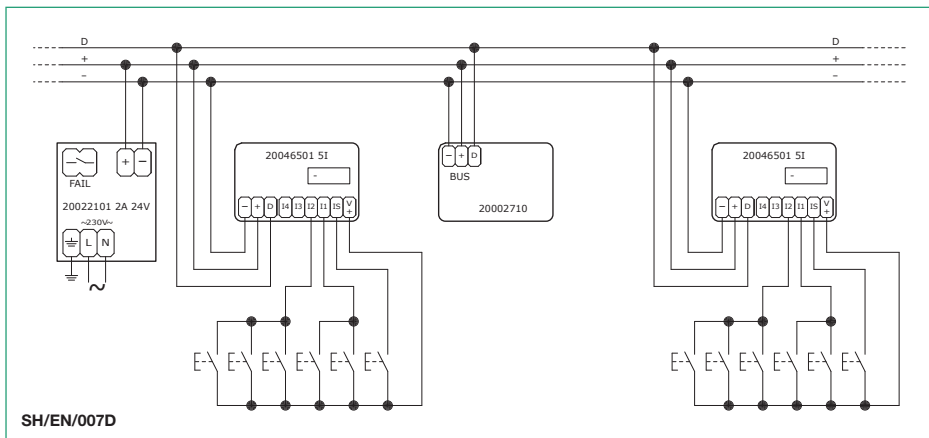 D D
+ +
– –
+ – 20046501 5I – + D 20046501 5I
FAIL - BUS -
20022101 2A 24V – + D I4 I3 I2 I1 IS V+ 20002710 – + D I4 I3 I2 I1 IS V+
~230V~
L N
~
SH/EN/007D